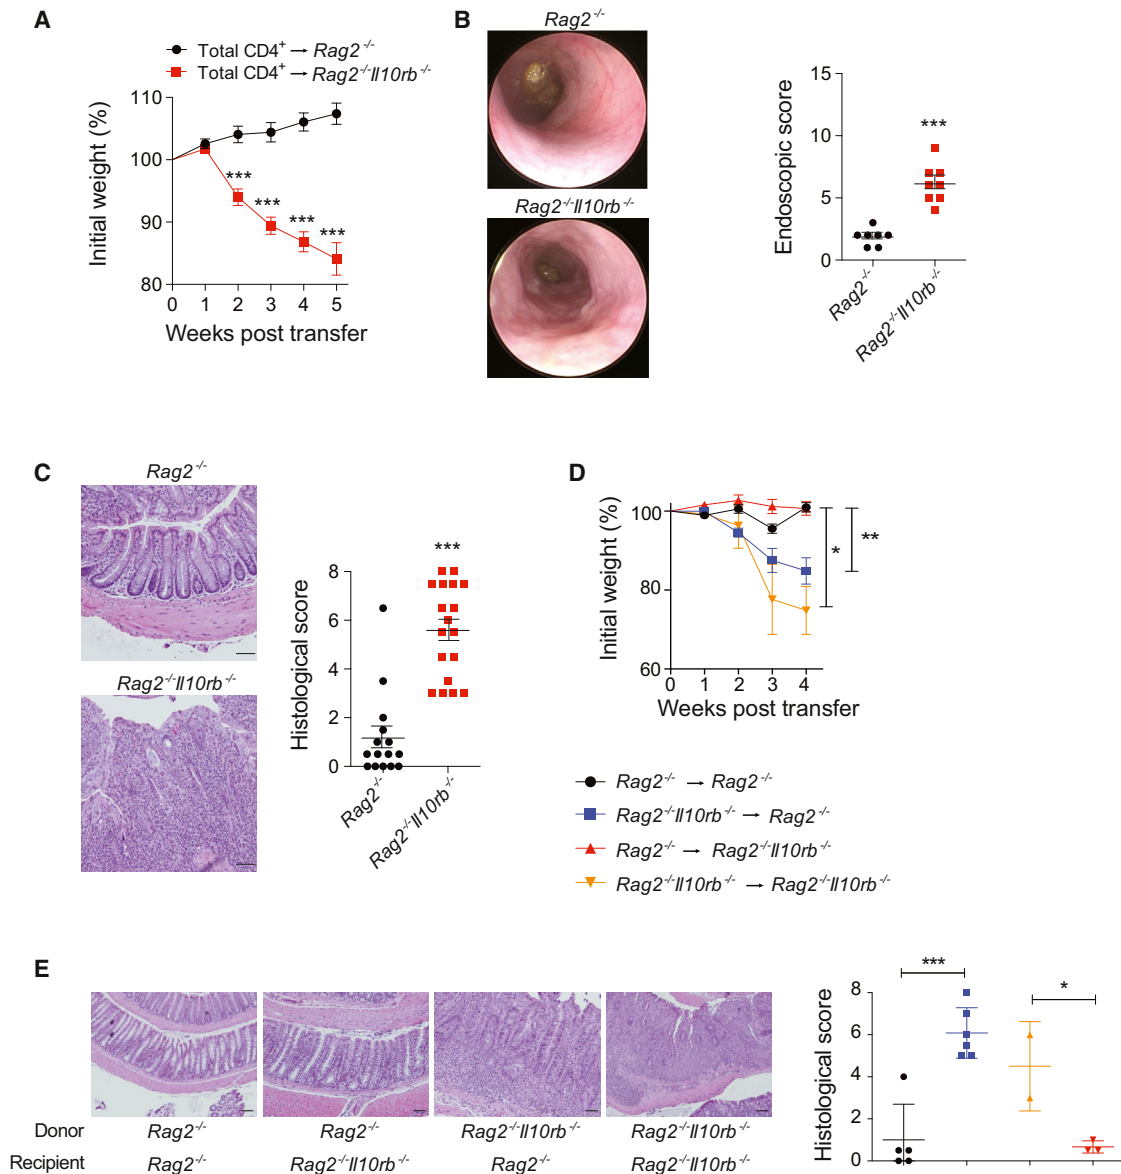 A
Total CD4+ → Rag2 -/-
Total CD4+ → Rag2-/-Il10rb -/-
Initial weight (%)
110
100
90
80
***
***
***
***
0 1 2 3 4 5
Weeks post transfer
B
Rag2 -/-
Rag2-/-Il10rb -/-
Endoscopic score
15
10
5
0
***
Rag2-/-
Rag2-/-Il10rb-/-
C
Rag2 -/-
Rag2-/-Il10rb -/-
Histological score
8
6
4
2
0
***
Rag2-/-
Rag2-/-Il10rb-/-
D
Initial weight (%)
100
80
60
* **
0 1 2 3 4
Weeks post transfer
Rag2-/- → Rag2 -/-
Rag2-/-Il10rb -/- → Rag2 -/-
Rag2-/- → Rag2-/-Il10rb -/-
Rag2-/-Il10rb -/- → Rag2-/-Il10rb -/-
E
Donor Rag2-/- Rag2-/- Rag2-/-Il10rb -/- Rag2-/-Il10rb -/-
Recipient Rag2-/- Rag2-/-Il10rb -/- Rag2-/- Rag2-/-Il10rb -/-
Histological score
8
6
4
2
0
***
*